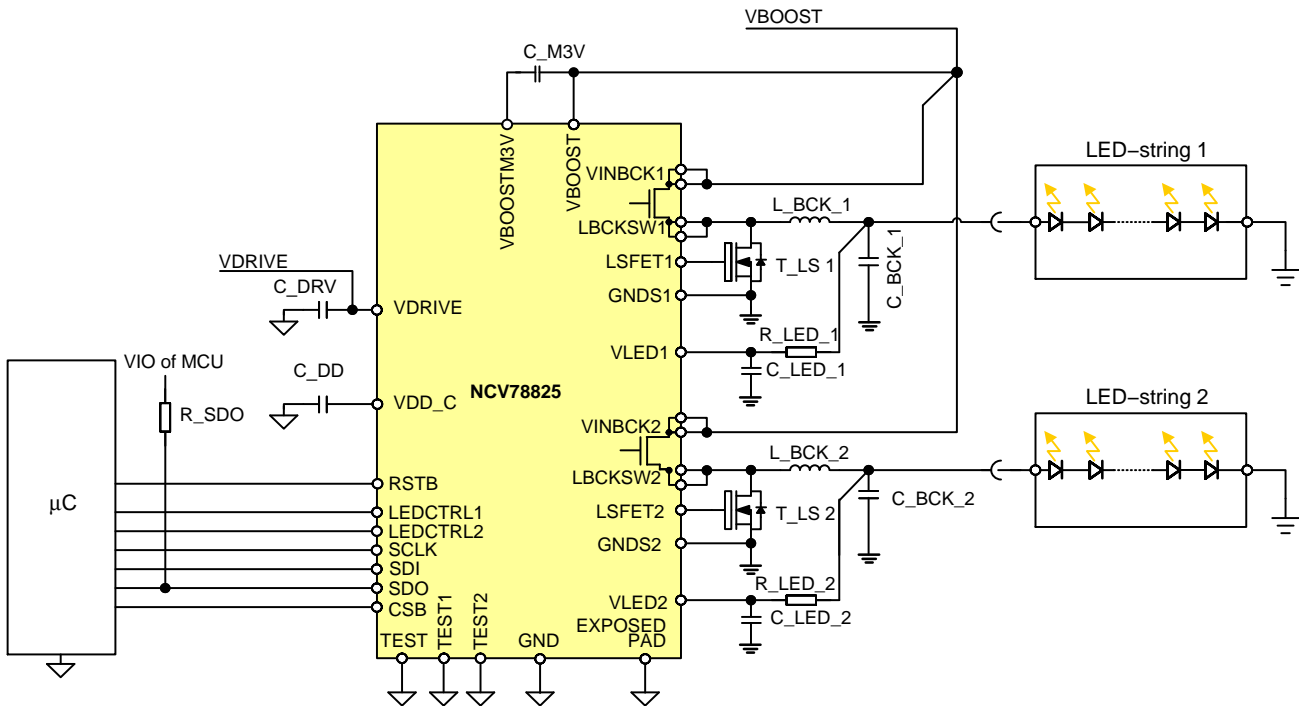 VBOOST
C_M3V
VBOOSTM3V
VBOOST
VINBCK1
LED–string 1
L_BCK_1
LBCKSW1
C_BCK_1
LSFET1
T_LS 1
VDRIVE
C_DRV
GNDS1
VDRIVE
R_LED_1
VLED1
C_LED_1
VIO of MCU
C_DD
NCV78825
LED–string 2
R_SDO
VDD_C
VINBCK2
L_BCK_2
LBCKSW2
C_BCK_2
μC
RSTB
LSFET2
T_LS 2
LEDCTRL1
LEDCTRL2
GNDS2
SCLK
SDI
SDO
R_LED_2
CSB
VLED2
C_LED_2
TEST
TEST1
TEST2
GND
EXPOSED
PAD